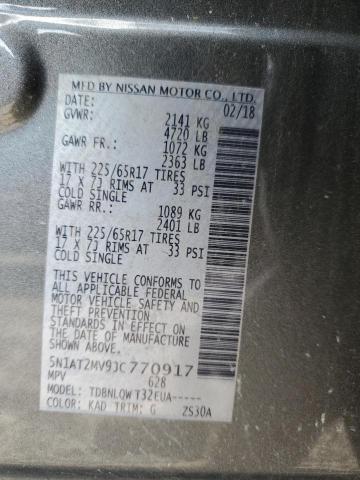 MFD BY NISSAN MOTOR CO., LTD.
DATE: 02/18
GVWR: 2141 KG
4720 LB
GAWR FR.: 1072 KC
2363 LB
WITH 225/65R17 TIRES
17 X 7J RIMS AT 33 PSI
COLD SINGLE
GAWR RR.: 1089 KG
2401 LB
WITH 225/65R17 TIRES
17 X 7J RIMS AT 33 PSI
COLD SINGLE
THIS VEHICLE CONFORMS TO
ALL APPLICABLE FEDERAL
MOTOR VEHICLE SAFETY AND
THEFT PREVENTION
STANDARDS IN EFFECT ON
THE DATE OF MANUFACTURE
SHOWN ABOVE.
5N1AT2MV9JC770917
MPV 628
MODEL: TDBNLQWT32EUA-----
COLOR: KAD TRIM: G ZS30A